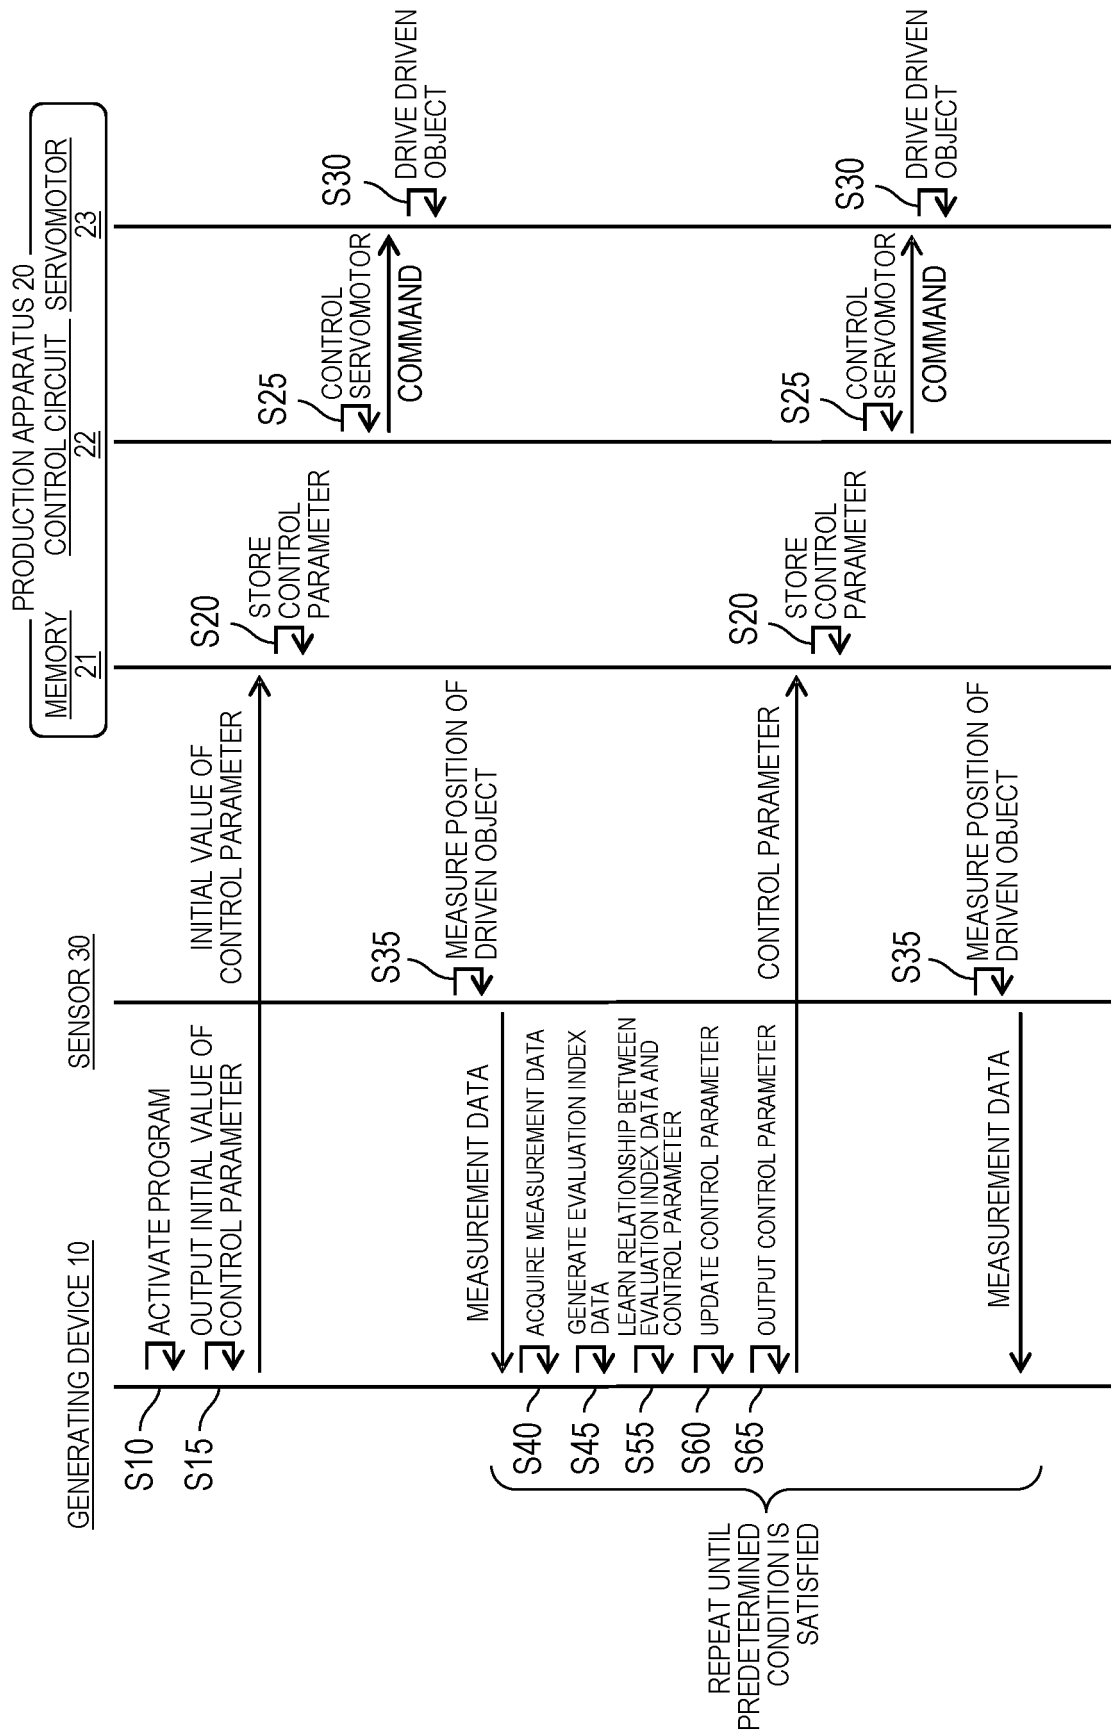 PRODUCTION APPARATUS 20
GENERATING DEVICE 10
SENSOR 30
MEMORY
21
CONTROL CIRCUIT
22
SERVOMOTOR
23
S10
ACTIVATE PROGRAM
S15
OUTPUT INITIAL VALUE OF
CONTROL PARAMETER
INITIAL VALUE OF
CONTROL PARAMETER
S20
STORE
CONTROL
PARAMETER
S25
CONTROL
SERVOMOTOR
COMMAND
S30
DRIVE DRIVEN
OBJECT
S35
MEASURE POSITION OF
DRIVEN OBJECT
MEASUREMENT DATA
S40
ACQUIRE MEASUREMENT DATA
S45
GENERATE EVALUATION INDEX
DATA
S55
LEARN RELATIONSHIP BETWEEN
EVALUATION INDEX DATA AND
CONTROL PARAMETER
S60
UPDATE CONTROL PARAMETER
S65
OUTPUT CONTROL PARAMETER
CONTROL PARAMETER
S20
STORE
CONTROL
PARAMETER
S25
CONTROL
SERVOMOTOR
COMMAND
S30
DRIVE DRIVEN
OBJECT
S35
MEASURE POSITION OF
DRIVEN OBJECT
MEASUREMENT DATA
REPEAT UNTIL
PREDETERMINED
CONDITION IS
SATISFIED